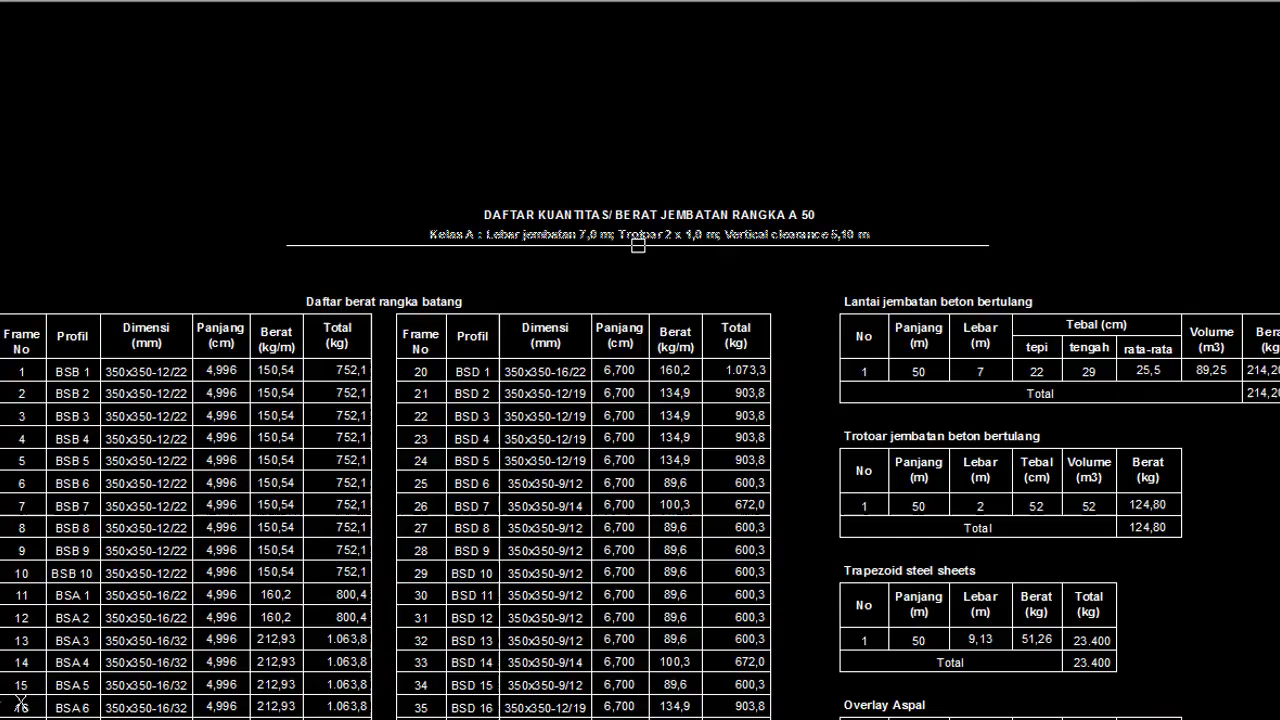 DAFTAR KUANTITAS/ BERAT JEMBATAN RANGKA A 50
Kelas A : Lebar jembatan 7,0 m; Trotoar 2 x 1,0 m; Vertical clearance 5,10 m
Daftar berat rangka batang
Frame No Profil Dimensi (mm) Panjang (cm) Berat (kg/m) Total (kg)
1 BSB 1 350x350-12/22 4,996 150,54 752,1
2 BSB 2 350x350-12/22 4,996 150,54 752,1
3 BSB 3 350x350-12/22 4,996 150,54 752,1
4 BSB 4 350x350-12/22 4,996 150,54 752,1
5 BSB 5 350x350-12/22 4,996 150,54 752,1
6 BSB 6 350x350-12/22 4,996 150,54 752,1
7 BSB 7 350x350-12/22 4,996 150,54 752,1
8 BSB 8 350x350-12/22 4,996 150,54 752,1
9 BSB 9 350x350-12/22 4,996 150,54 752,1
10 BSB 10 350x350-12/22 4,996 150,54 752,1
11 BSA 1 350x350-16/22 4,996 160,2 800,4
12 BSA 2 350x350-16/22 4,996 160,2 800,4
13 BSA 3 350x350-16/32 4,996 212,93 1.063,8
14 BSA 4 350x350-16/32 4,996 212,93 1.063,8
15 BSA 5 350x350-16/32 4,996 212,93 1.063,8
16 BSA 6 350x350-16/32 4,996 212,93 1.063,8
Frame No Profil Dimensi (mm) Panjang (cm) Berat (kg/m) Total (kg)
20 BSD 1 350x350-16/22 6,700 160,2 1.073,3
21 BSD 2 350x350-12/19 6,700 134,9 903,8
22 BSD 3 350x350-12/19 6,700 134,9 903,8
23 BSD 4 350x350-12/19 6,700 134,9 903,8
24 BSD 5 350x350-12/19 6,700 134,9 903,8
25 BSD 6 350x350-9/12 6,700 89,6 600,3
26 BSD 7 350x350-9/14 6,700 100,3 672,0
27 BSD 8 350x350-9/12 6,700 89,6 600,3
28 BSD 9 350x350-9/12 6,700 89,6 600,3
29 BSD 10 350x350-9/12 6,700 89,6 600,3
30 BSD 11 350x350-9/12 6,700 89,6 600,3
31 BSD 12 350x350-9/12 6,700 89,6 600,3
32 BSD 13 350x350-9/12 6,700 89,6 600,3
33 BSD 14 350x350-9/14 6,700 100,3 672,0
34 BSD 15 350x350-9/12 6,700 89,6 600,3
35 BSD 16 350x350-12/19 6,700 134,9 903,8
Lantai jembatan beton bertulang
No Panjang (m) Lebar (m) Tebal (cm) tepi tengah rata-rata Volume (m3)
1 50 7 22 29 25,5 89,25 214,20
Total 214,20
Trotoar jembatan beton bertulang
No Panjang (m) Lebar (m) Tebal (cm) Volume (m3) Berat (kg)
1 50 2 52 52 124,80
Total 124,80
Trapezoid steel sheets
No Panjang (m) Lebar (m) Berat (kg) Total (kg)
1 50 9,13 51,26 23.400
Total 23.400
Overlay Aspal